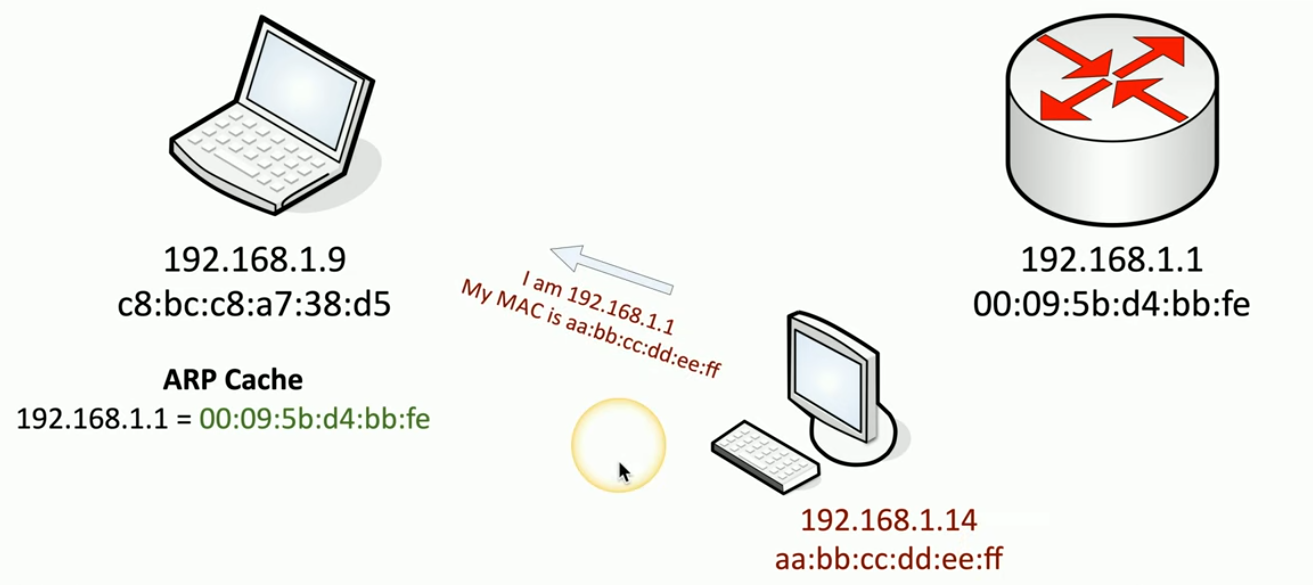 192.168.1.9
c8:bc:c8:a7:38:d5
192.168.1.1
00:09:5b:d4:bb:fe
I am 192.168.1.1
My MAC is aa:bb:cc:dd:ee:ff
ARP Cache
192.168.1.1 = 00:09:5b:d4:bb:fe
192.168.1.14
aa:bb:cc:dd:ee:ff